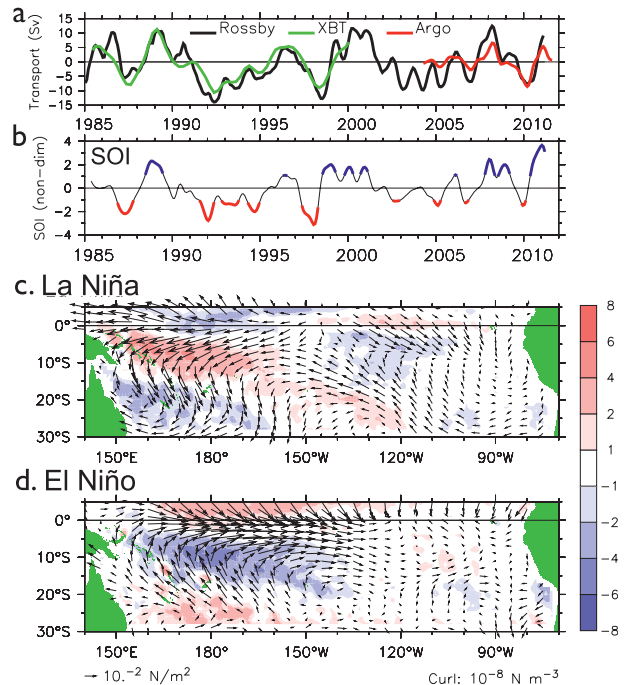 a
Transport (Sv)
15
10
5
0
-5
-10
-15
Rossby XBT Argo
1985 1990 1995 2000 2005 2010
b
SOI (non-dim)
4
2
0
-2
-4
SOI
1985 1990 1995 2000 2005 2010
c. La Niña
0°
10°S
20°S
30°S
150°E 180° 150°W 120°W 90°W
d. El Niño
0°
10°S
20°S
30°S
150°E 180° 150°W 120°W 90°W
8
6
4
2
1
-1
-2
-4
-6
-8
10.-2 N/m2
Curl: 10-8 N m-3